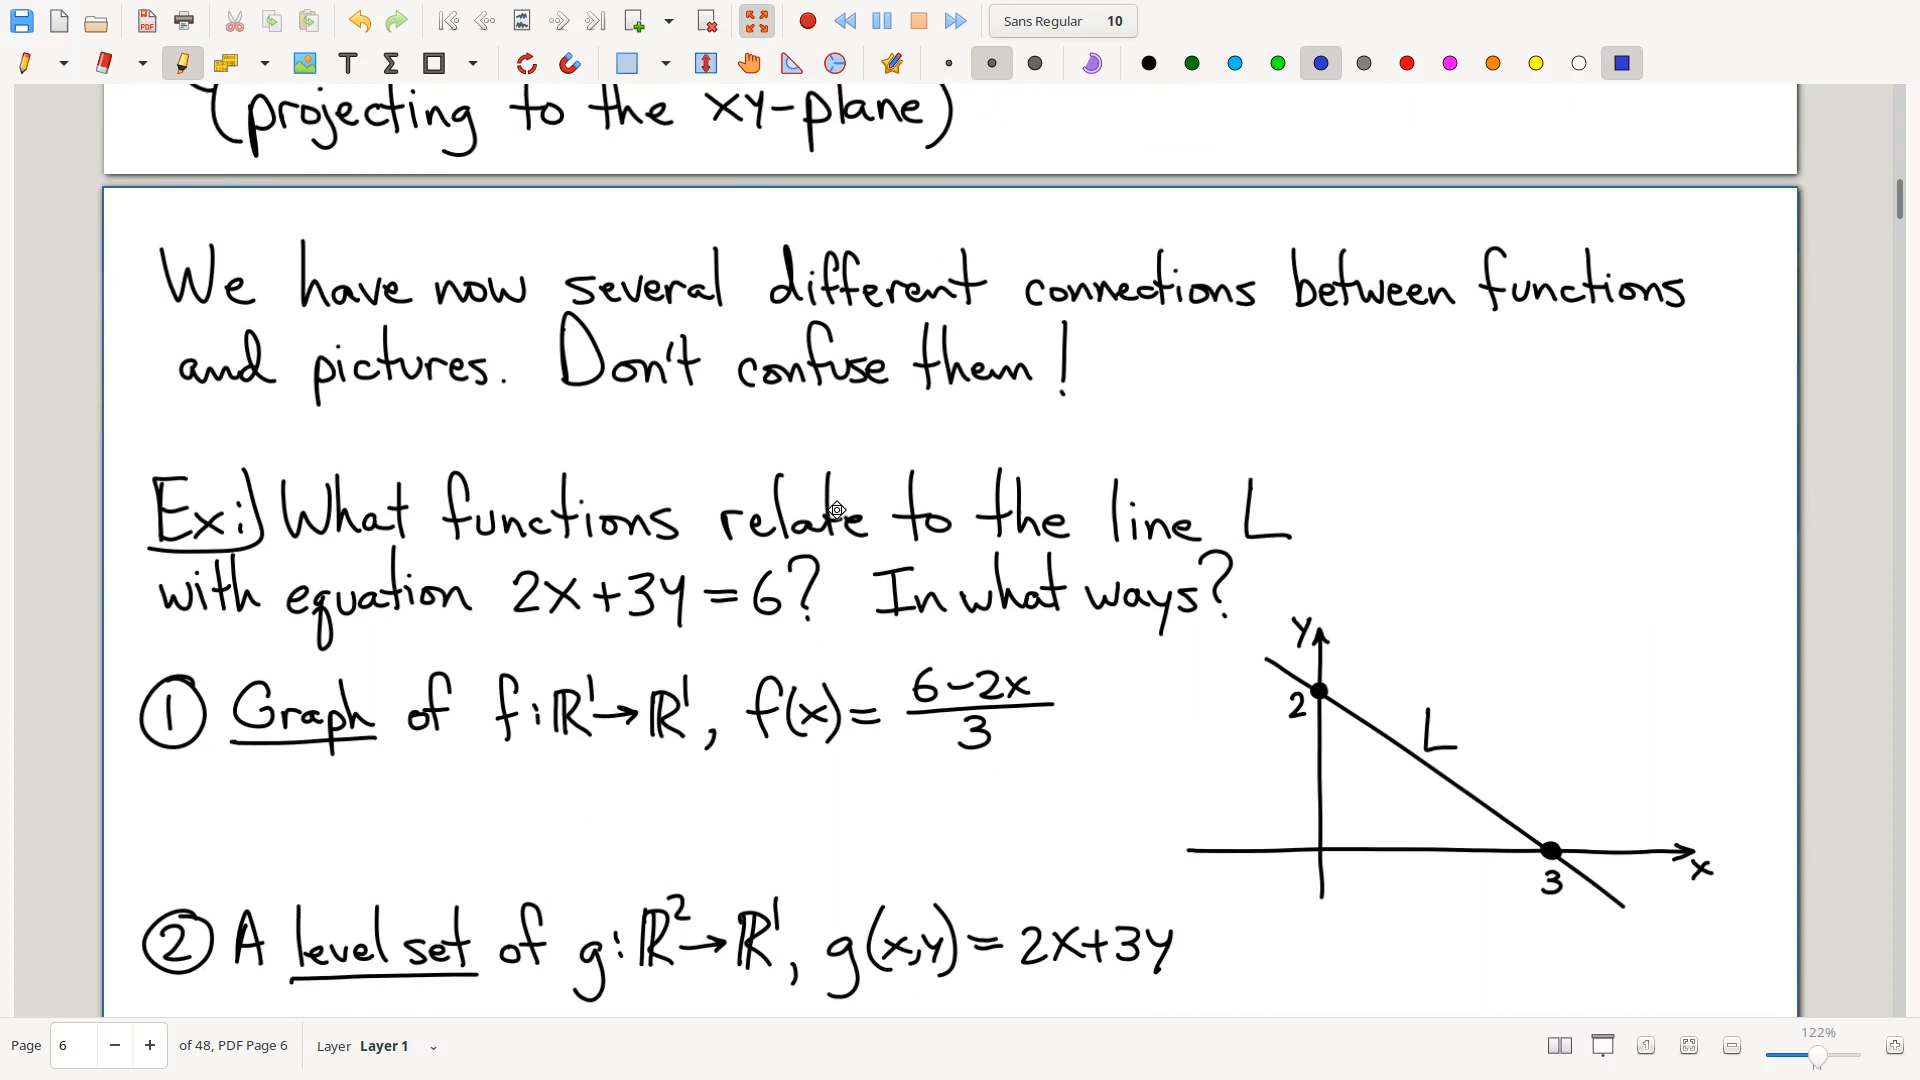 Sans Regular 10
(projecting to the xy-plane)
We have now several different connections between functions
and pictures. Don't confuse them!
Ex:) What functions relate to the line L
with equation 2x+3y=6? In what ways?
① Graph of f:ℝ¹→ℝ¹, f(x)= (6-2x)/3
y
2
L
3
x
② A level set of g:ℝ²→ℝ¹, g(x,y)= 2x+3y
Page 6 − + of 48, PDF Page 6 Layer Layer 1 122%